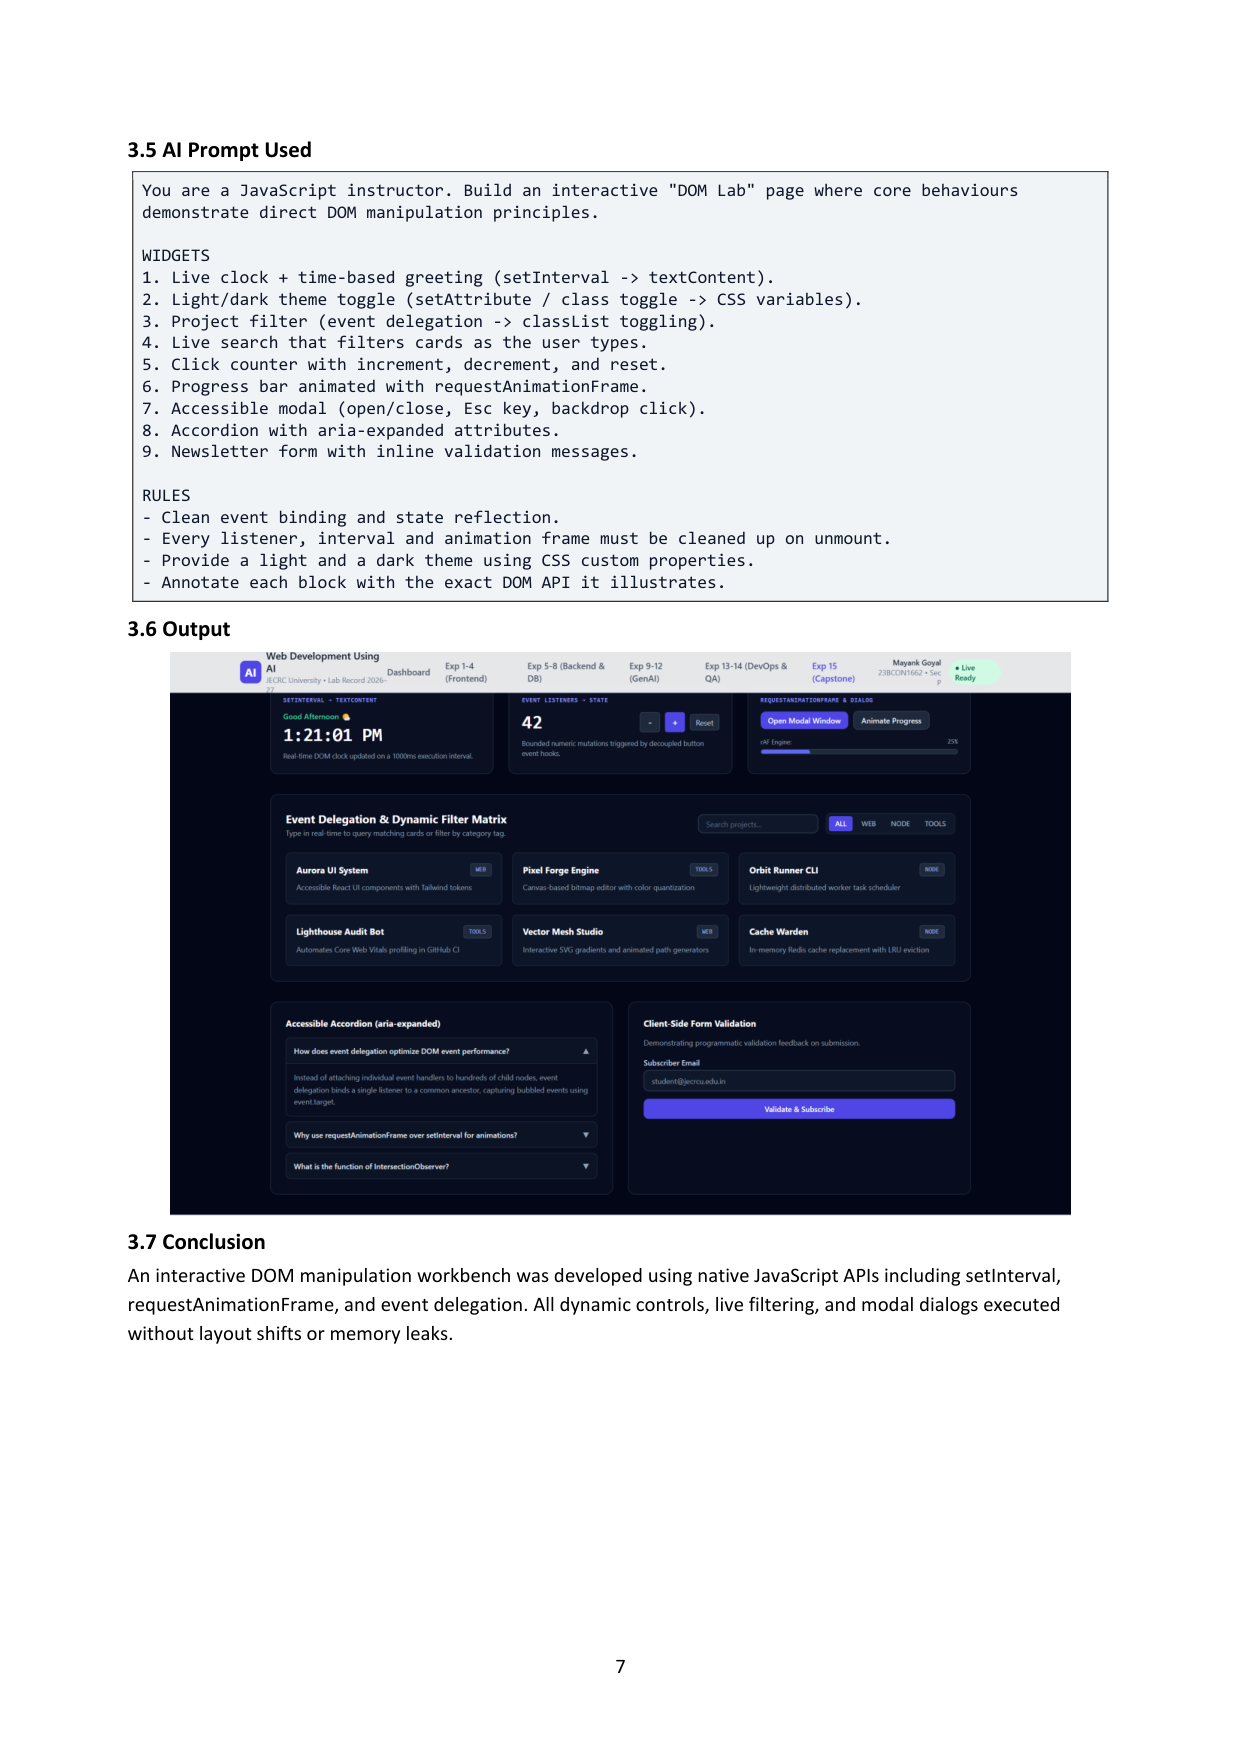 3.5 AI Prompt Used
You are a JavaScript instructor. Build an interactive "DOM Lab" page where core behaviours
demonstrate direct DOM manipulation principles.
WIDGETS
1. Live clock + time-based greeting (setInterval -> textContent).
2. Light/dark theme toggle (setAttribute / class toggle -> CSS variables).
3. Project filter (event delegation -> classList toggling).
4. Live search that filters cards as the user types.
5. Click counter with increment, decrement, and reset.
6. Progress bar animated with requestAnimationFrame.
7. Accessible modal (open/close, Esc key, backdrop click).
8. Accordion with aria-expanded attributes.
9. Newsletter form with inline validation messages.
RULES
- Clean event binding and state reflection.
- Every listener, interval and animation frame must be cleaned up on unmount.
- Provide a light and a dark theme using CSS custom properties.
- Annotate each block with the exact DOM API it illustrates.
3.6 Output
AI
Web Development Using
AI
JECRC University • Lab Record 2026-
27
Dashboard
Exp 1-4
(Frontend)
Exp 5-8 (Backend &
DB)
Exp 9-12
(GenAI)
Exp 13-14 (DevOps &
QA)
Exp 15
(Capstone)
Mayank Goyal
23BCON1662 • Sec
P
• Live
Ready
SETINTERVAL → TEXTCONTENT
Good Afternoon
1:21:01 PM
Real-time DOM clock updated on a 1000ms execution interval.
EVENT LISTENERS → STATE
42
- + Reset
Bounded numeric mutations triggered by decoupled button
event hooks.
REQUESTANIMATIONFRAME & DIALOG
Open Modal Window Animate Progress
rAF Engine: 25%
Event Delegation & Dynamic Filter Matrix
Type in real-time to query matching cards or filter by category tag.
Search projects... ALL WEB NODE TOOLS
Aurora UI System WEB
Accessible React UI components with Tailwind tokens
Pixel Forge Engine TOOLS
Canvas-based bitmap editor with color quantization
Orbit Runner CLI NODE
Lightweight distributed worker task scheduler
Lighthouse Audit Bot TOOLS
Automates Core Web Vitals profiling in GitHub CI
Vector Mesh Studio WEB
Interactive SVG gradients and animated path generators
Cache Warden NODE
In-memory Redis cache replacement with LRU eviction
Accessible Accordion (aria-expanded)
How does event delegation optimize DOM event performance? ▲
Instead of attaching individual event handlers to hundreds of child nodes, event
delegation binds a single listener to a common ancestor, capturing bubbled events using
event.target.
Why use requestAnimationFrame over setInterval for animations? ▼
What is the function of IntersectionObserver? ▼
Client-Side Form Validation
Demonstrating programmatic validation feedback on submission.
Subscriber Email
student@jecrcu.edu.in
Validate & Subscribe
3.7 Conclusion
An interactive DOM manipulation workbench was developed using native JavaScript APIs including setInterval,
requestAnimationFrame, and event delegation. All dynamic controls, live filtering, and modal dialogs executed
without layout shifts or memory leaks.
7